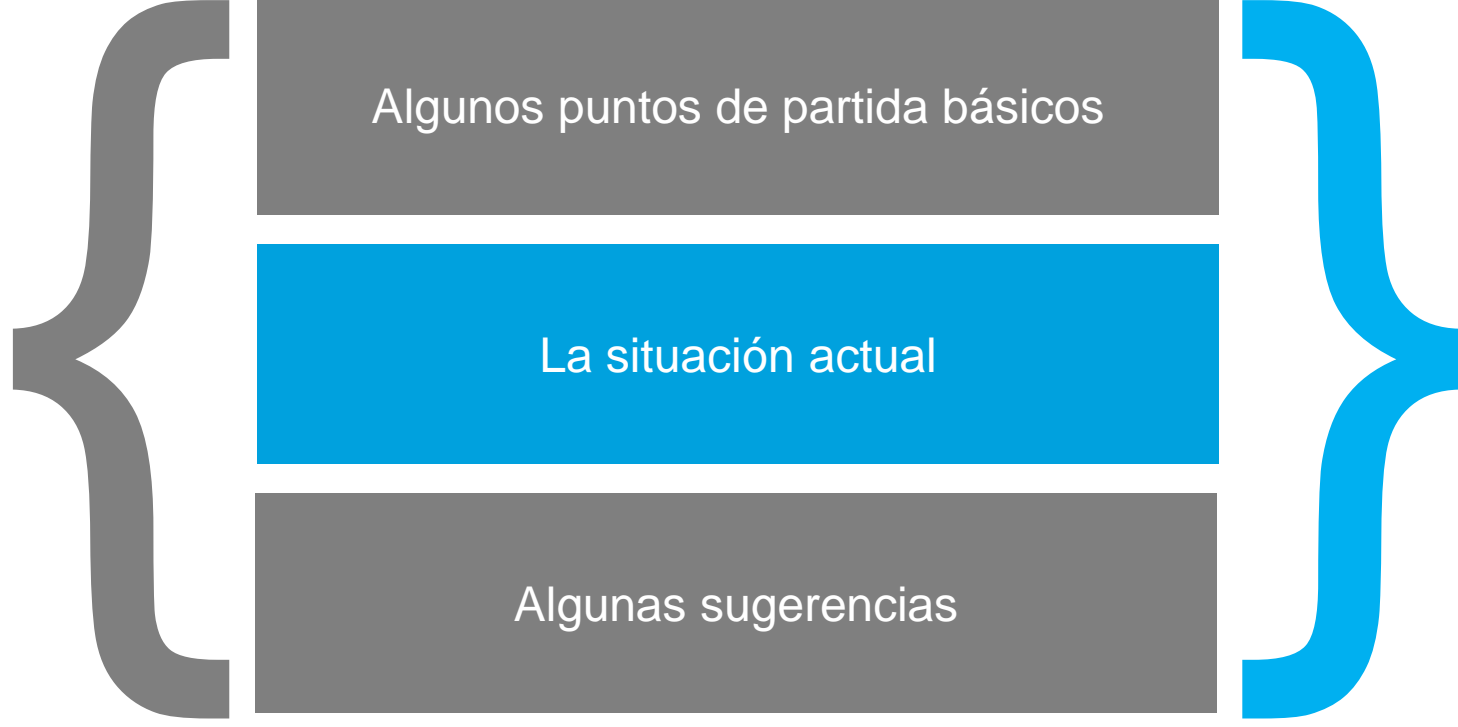 Algunos puntos de partida básicos
La situación actual
Algunas sugerencias